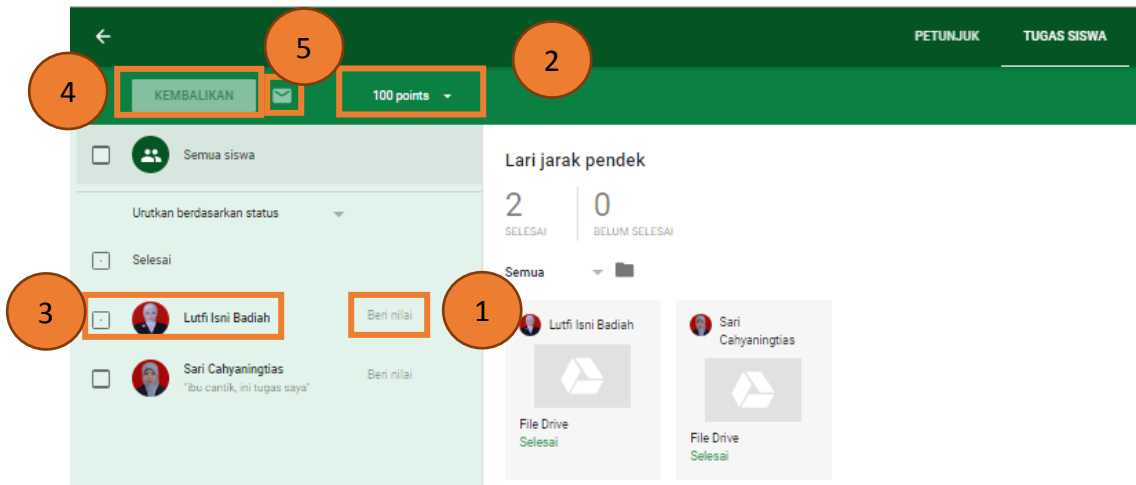 PETUNJUK
TUGAS SISWA
5
2
4
KEMBALIKAN
100 points
Semua siswa
Urutkan berdasarkan status
Selesai
3
Lutfi Isni Badiah
Beri nilai
1
Sari Cahyaningtias
"ibu cantik, ini tugas saya"
Beri nilai
Lari jarak pendek
2
SELESAI
0
BELUM SELESAI
Semua
Lutfi Isni Badiah
File Drive
Selesai
Sari
Cahyaningtias
File Drive
Selesai